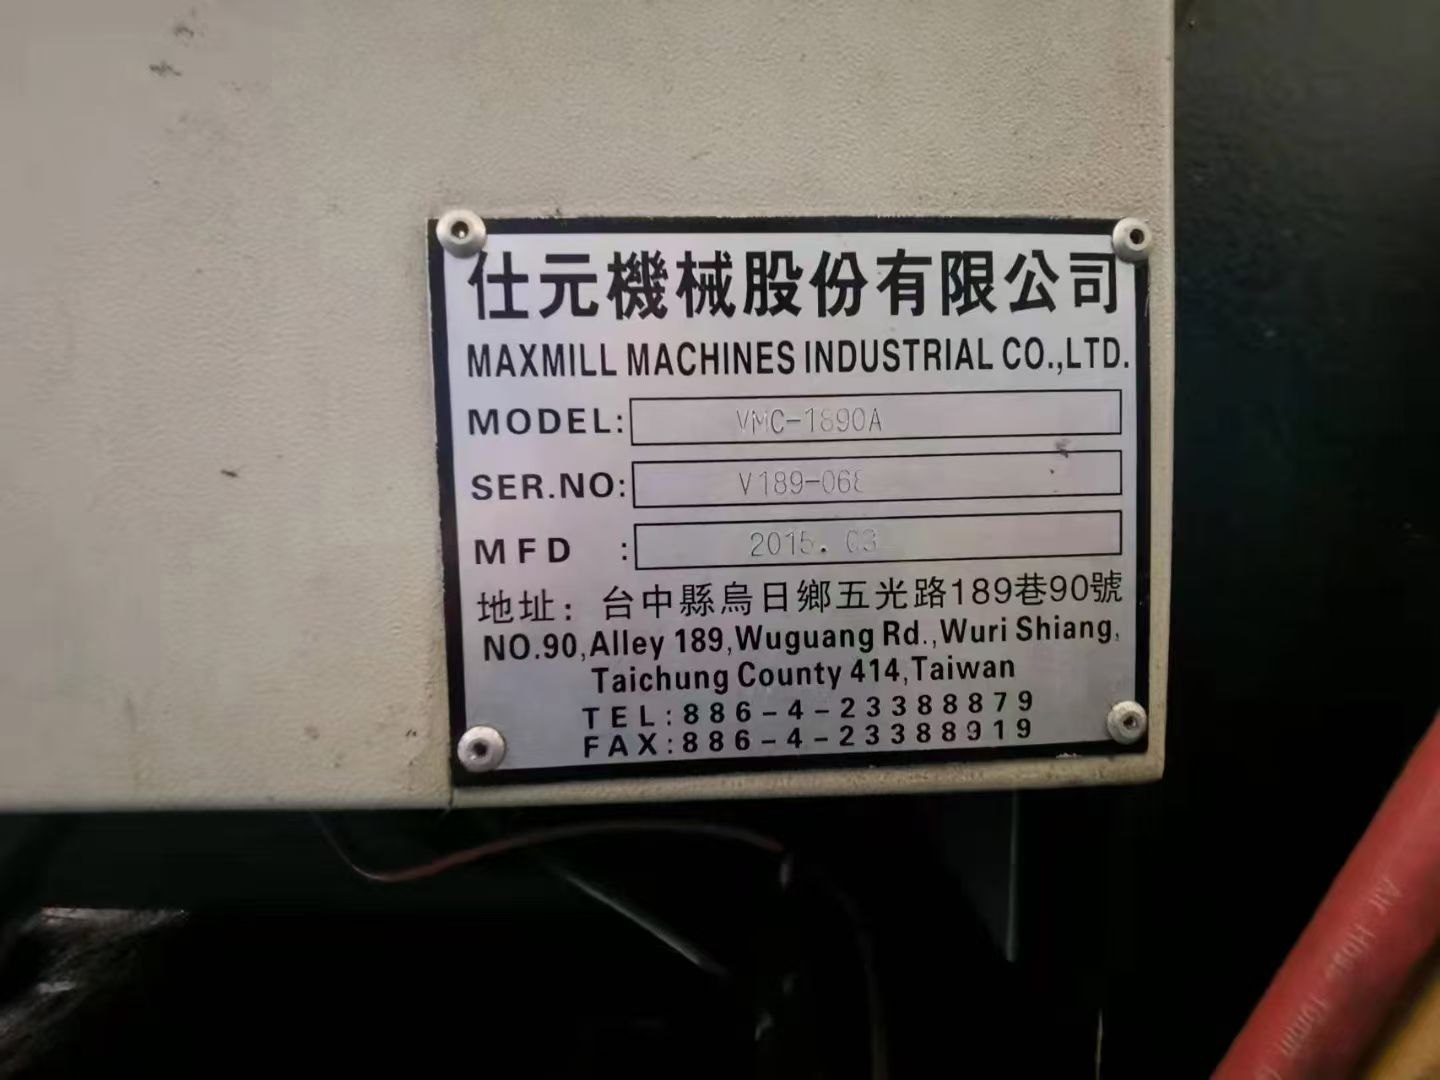 仕元機械股份有限公司
MAXMILL MACHINES INDUSTRIAL CO.,LTD.
MODEL: VMC-1890A
SER.NO: V189-068
MFD : 2015.03
地址：台中縣烏日鄉五光路189巷90號
NO.90,Alley 189,Wuguang Rd.,Wuri Shiang,
Taichung County 414,Taiwan
TEL:886-4-23388879
FAX:886-4-23388919
Air Hose 10mm